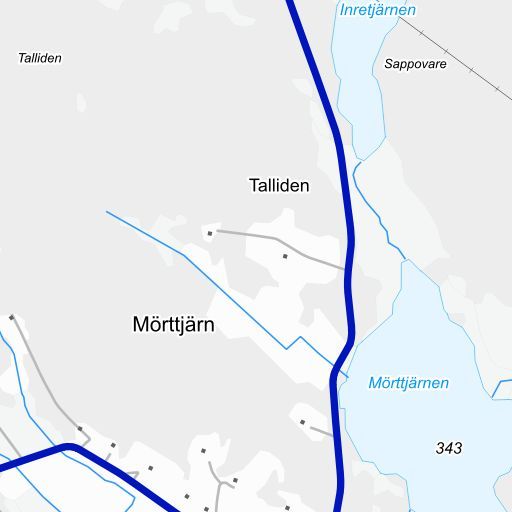 Inretjärnen
Talliden
Sappovare
Talliden
Mörttjärn
Mörttjärnen
343